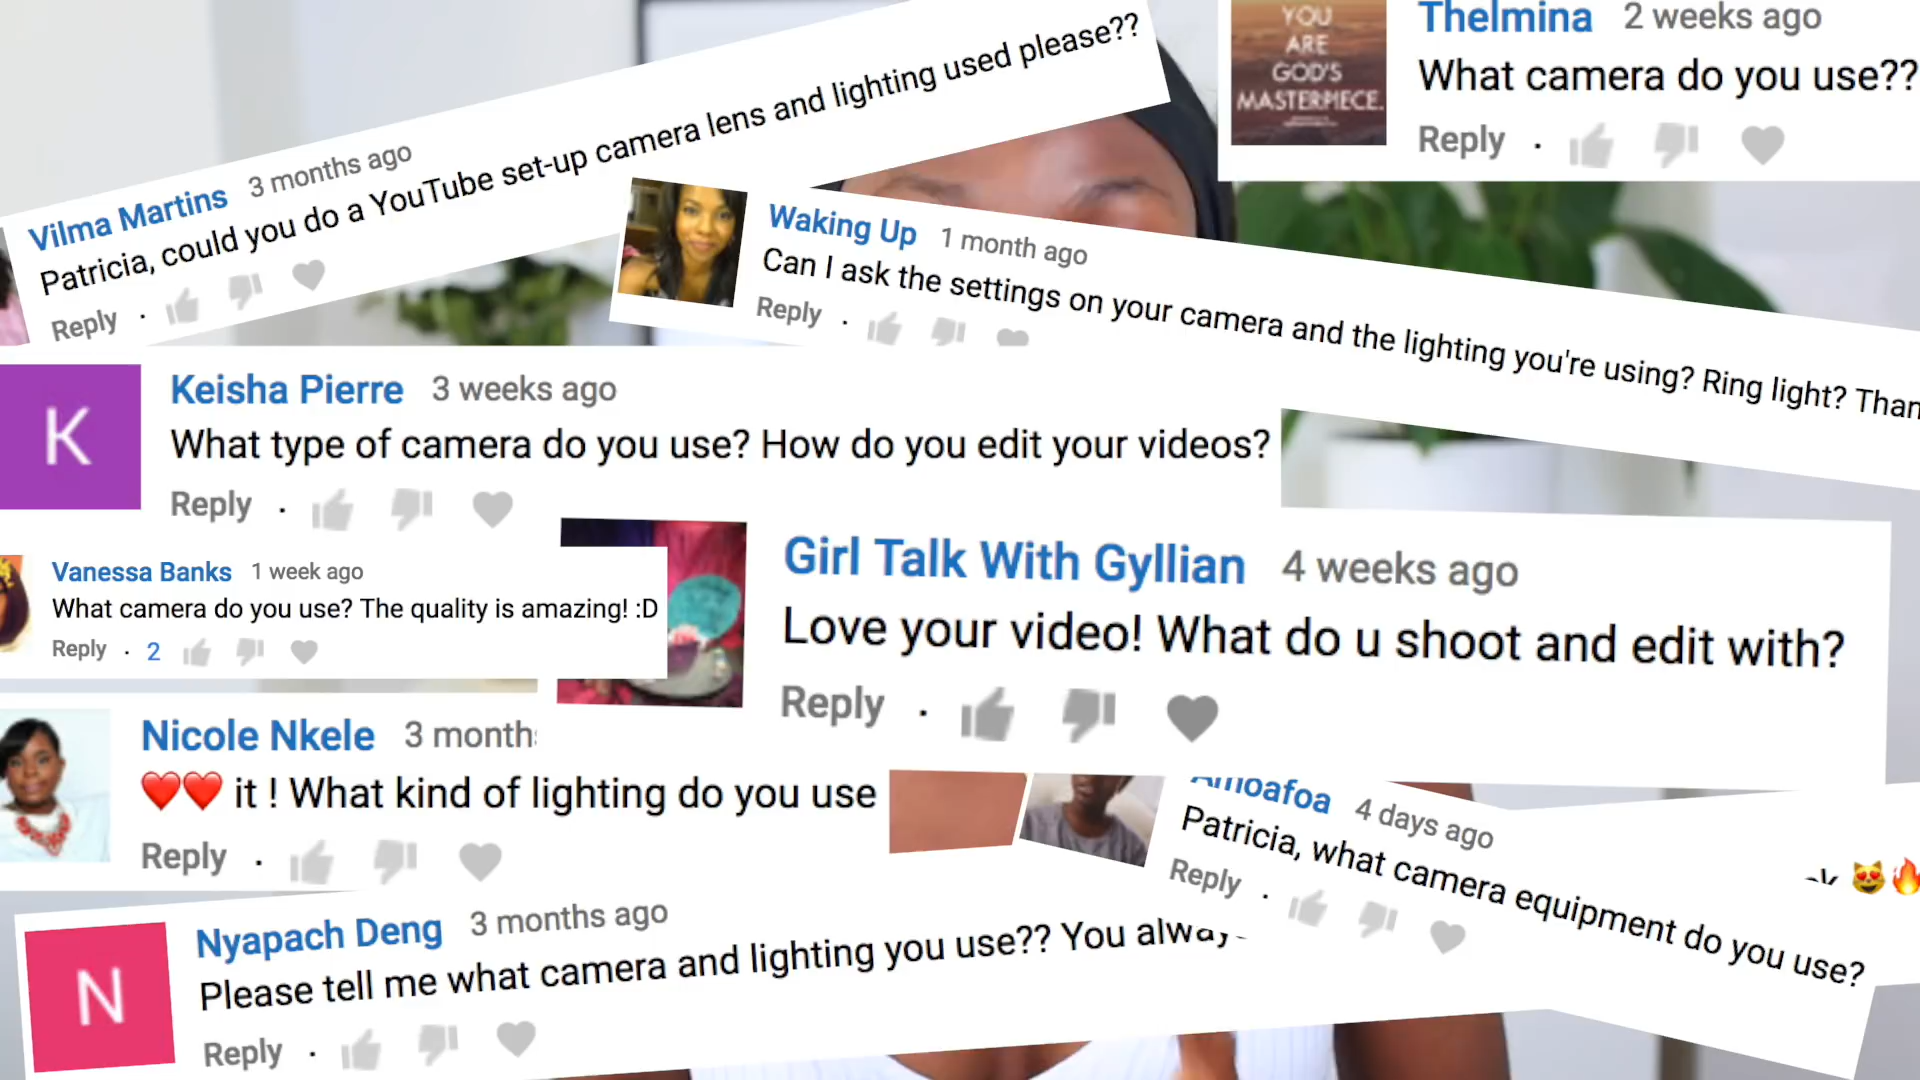 YOU
ARE
GOD'S
MASTERPIECE.
Thelmina 2 weeks ago
What camera do you use??
Reply
Vilma Martins 3 months ago
Patricia, could you do a YouTube set-up camera lens and lighting used please??
Reply
Waking Up 1 month ago
Can I ask the settings on your camera and the lighting you're using? Ring light? Than
Reply
K
Keisha Pierre 3 weeks ago
What type of camera do you use? How do you edit your videos?
Reply
Vanessa Banks 1 week ago
What camera do you use? The quality is amazing! :D
Reply 2
Girl Talk With Gyllian 4 weeks ago
Love your video! What do u shoot and edit with?
Reply
Nicole Nkele 3 month
❤️❤️ it ! What kind of lighting do you use
Reply
Amoafoa 4 days ago
Patricia, what camera equipment do you use?
Reply
N
Nyapach Deng 3 months ago
Please tell me what camera and lighting you use?? You alway
Reply